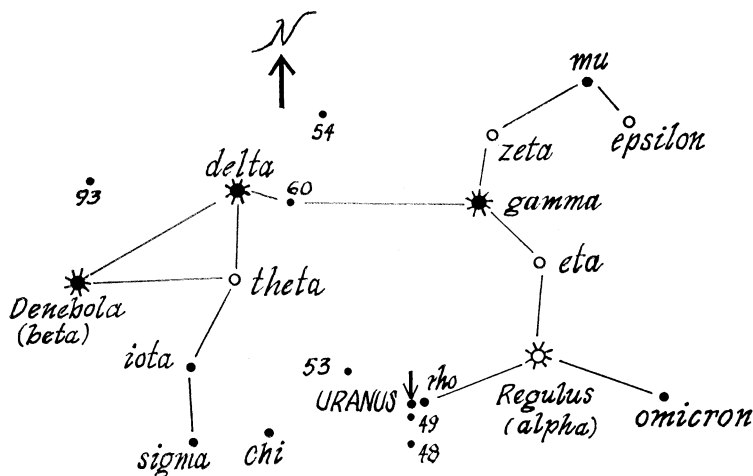 N
mu
54
zeta
epsilon
delta
93
60
gamma
theta
eta
Denebola
(beta)
iota
53
rho
URANUS
Regulus
(alpha)
omicron
49
48
sigma
chi